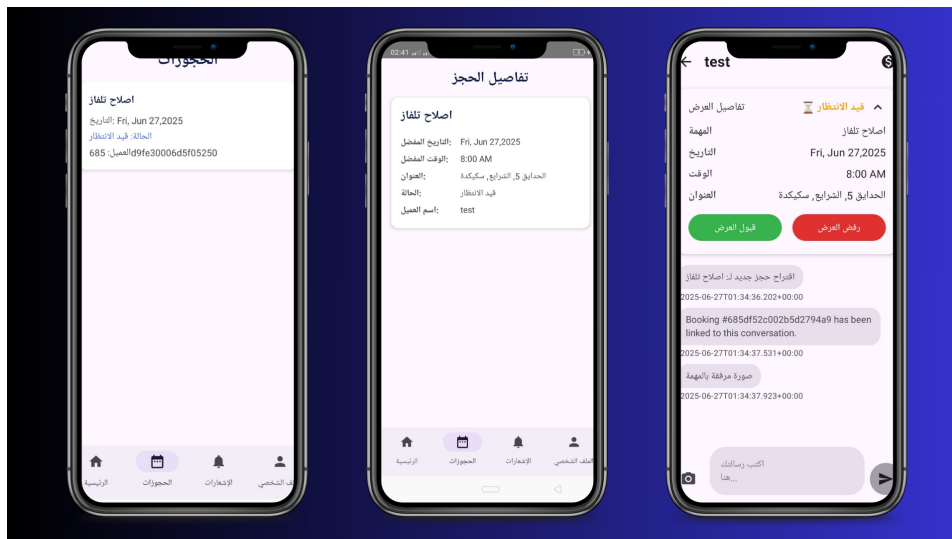 الحجوزات
اصلاح تلفاز
التاريخ: Fri, Jun 27,2025
الحالة: قيد الانتظار
العميل: 685d9fe30006d5f05250
الرئيسية
الحجوزات
الإشعارات
لف الشخصي
02:41
تفاصيل الحجز
اصلاح تلفاز
التاريخ المفضل: Fri, Jun 27,2025
الوقت المفضل: 8:00 AM
العنوان: الحدايق 5, الشرايع, سكيكدة
الحالة: قيد الانتظار
اسم العميل: test
الرئيسية
الحجوزات
الإشعارات
الملف الشخصي
test
تفاصيل العرض قيد الانتظار
المهمة اصلاح تلفاز
التاريخ Fri, Jun 27,2025
الوقت 8:00 AM
العنوان الحدايق 5, الشرايع, سكيكدة
قبول العرض رفض العرض
اقتراح حجز جديد لـ: اصلاح تلفاز
2025-06-27T01:34:36.202+00:00
Booking #685df52c002b5d2794a9 has been
linked to this conversation.
2025-06-27T01:34:37.531+00:00
صورة مرفقة بالمهمة
2025-06-27T01:34:37.923+00:00
اكتب رسالتك
هنا...